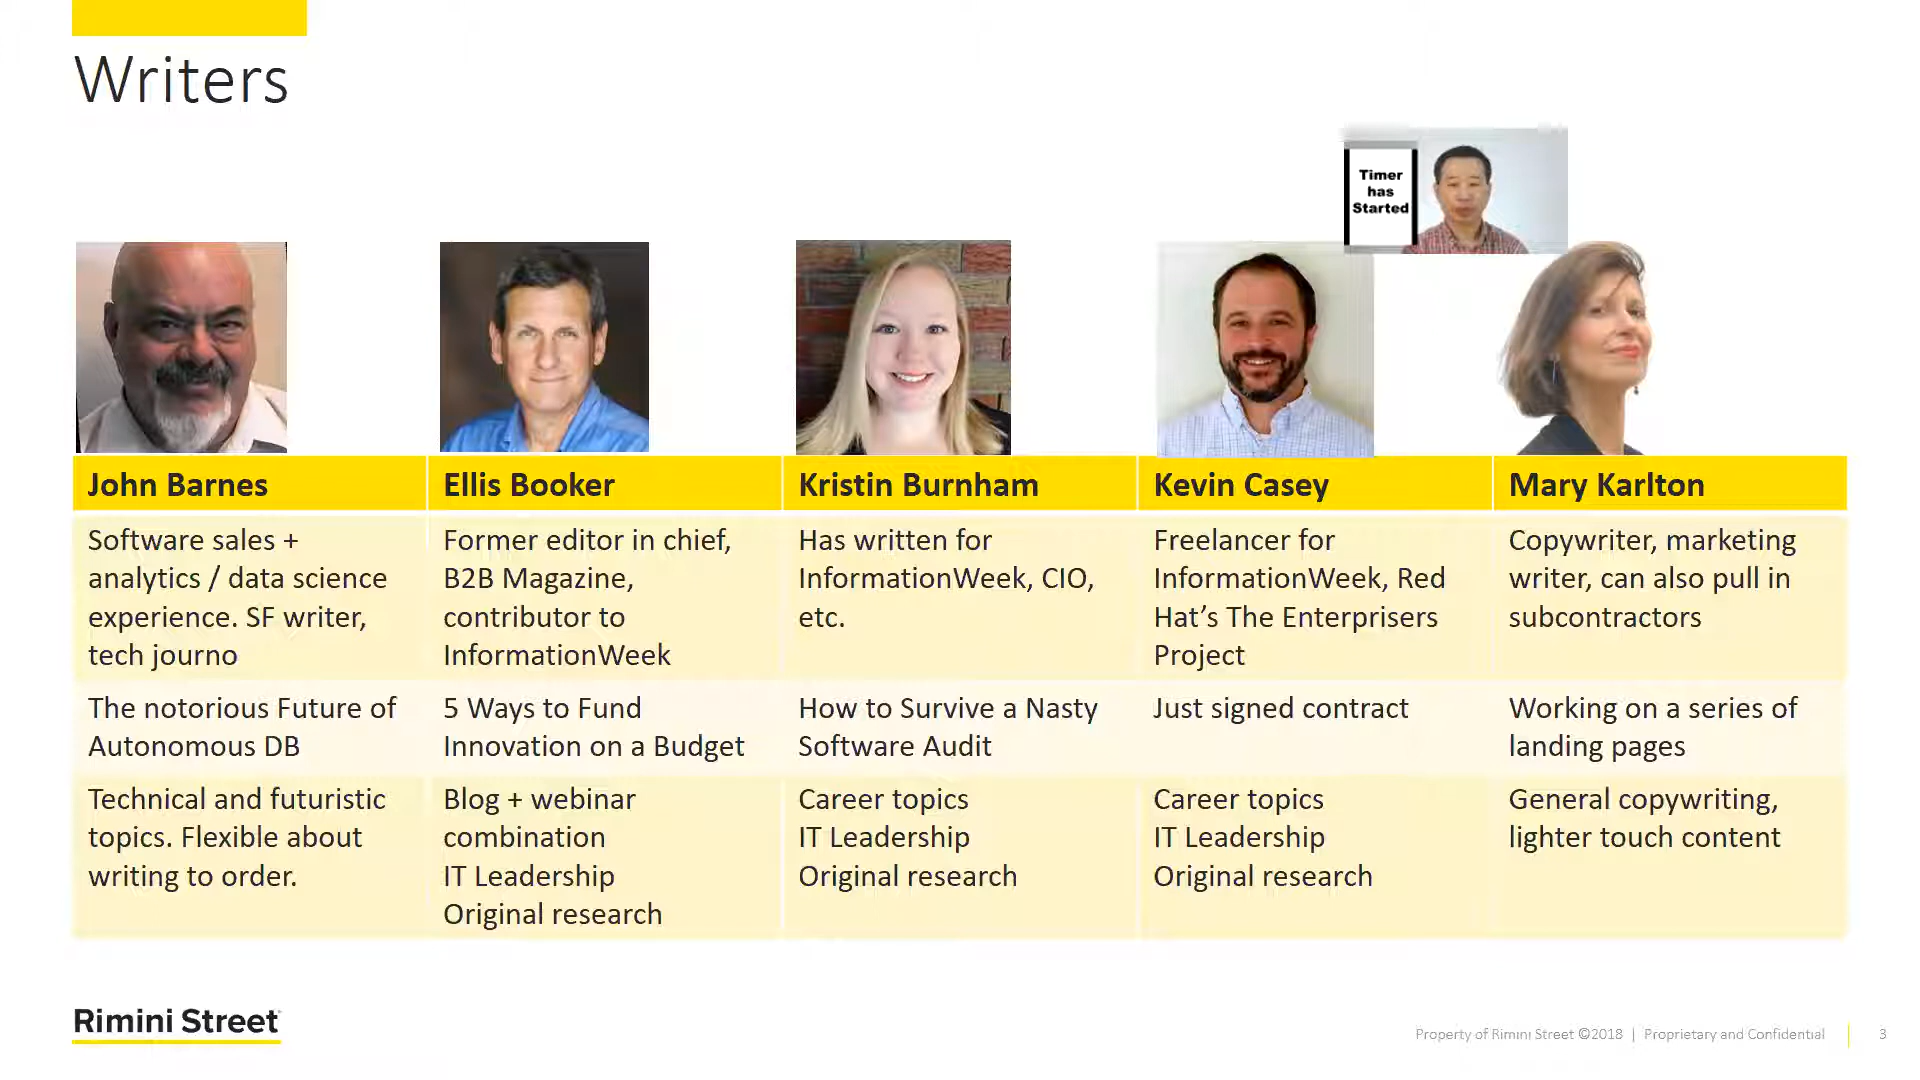 Writers
Timer
has
Started
John Barnes
Ellis Booker
Kristin Burnham
Kevin Casey
Mary Karlton
Software sales +
analytics / data science
experience. SF writer,
tech journo
Former editor in chief,
B2B Magazine,
contributor to
InformationWeek
Has written for
InformationWeek, CIO,
etc.
Freelancer for
InformationWeek, Red
Hat’s The Enterprisers
Project
Copywriter, marketing
writer, can also pull in
subcontractors
The notorious Future of
Autonomous DB
5 Ways to Fund
Innovation on a Budget
How to Survive a Nasty
Software Audit
Just signed contract
Working on a series of
landing pages
Technical and futuristic
topics. Flexible about
writing to order.
Blog + webinar
combination
IT Leadership
Original research
Career topics
IT Leadership
Original research
Career topics
IT Leadership
Original research
General copywriting,
lighter touch content
Rimini Street
Property of Rimini Street ©2018 | Proprietary and Confidential
3